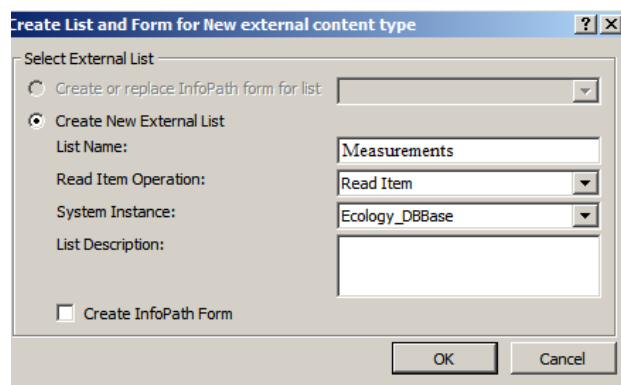 Create List and Form for New external content type
Select External List
Create or replace InfoPath form for list
Create New External List
List Name: Measurements
Read Item Operation: Read Item
System Instance: Ecology_DBBase
List Description:
Create InfoPath Form
OK Cancel